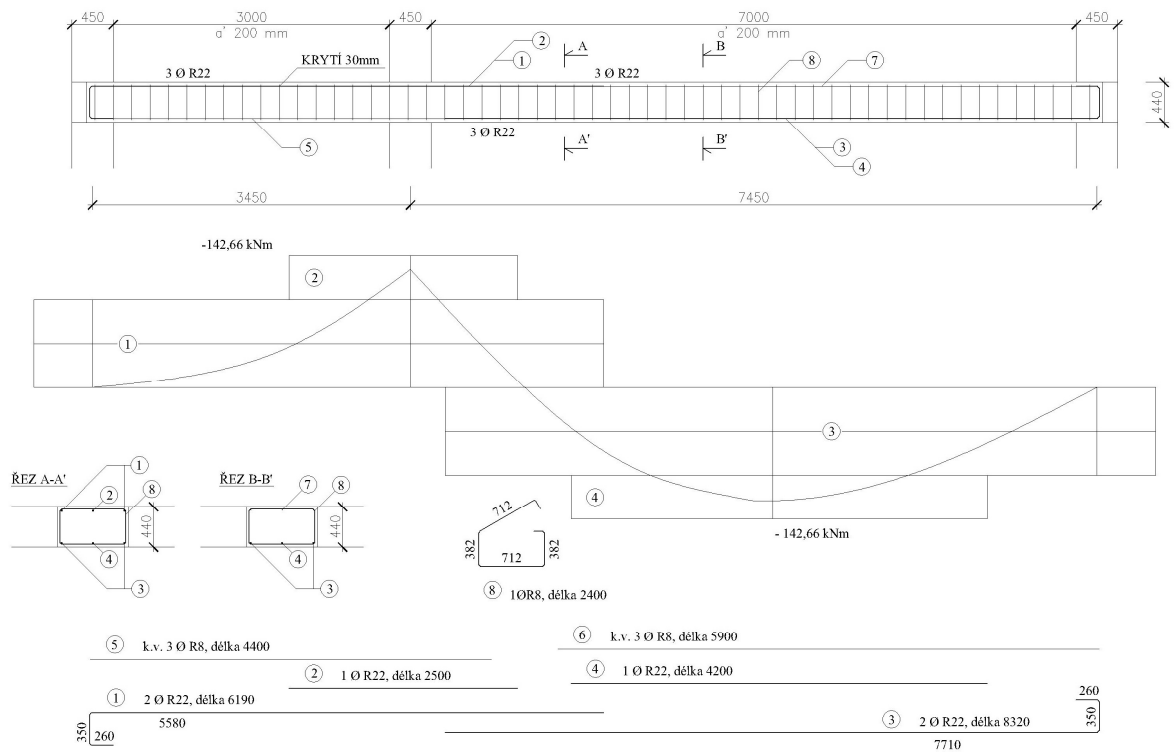 450 3000 450 7000 450
a' 200 mm a' 200 mm
2 A B
1
3 Ø R22 KRYTÍ 30mm 3 Ø R22 8 7
440
3 Ø R22
5 A' B' 3
4
3450 7450
-142,66 kNm
2
1
3
4
- 142,66 kNm
ŘEZ A-A' 1
2 8
440
4
3
ŘEZ B-B' 7 8
440
4
3
712
382 712 382
8 1ØR8, délka 2400
5 k.v. 3 Ø R8, délka 4400
6 k.v. 3 Ø R8, délka 5900
2 1 Ø R22, délka 2500
4 1 Ø R22, délka 4200
1 2 Ø R22, délka 6190
5580
350 260
260
350
3 2 Ø R22, délka 8320
7710